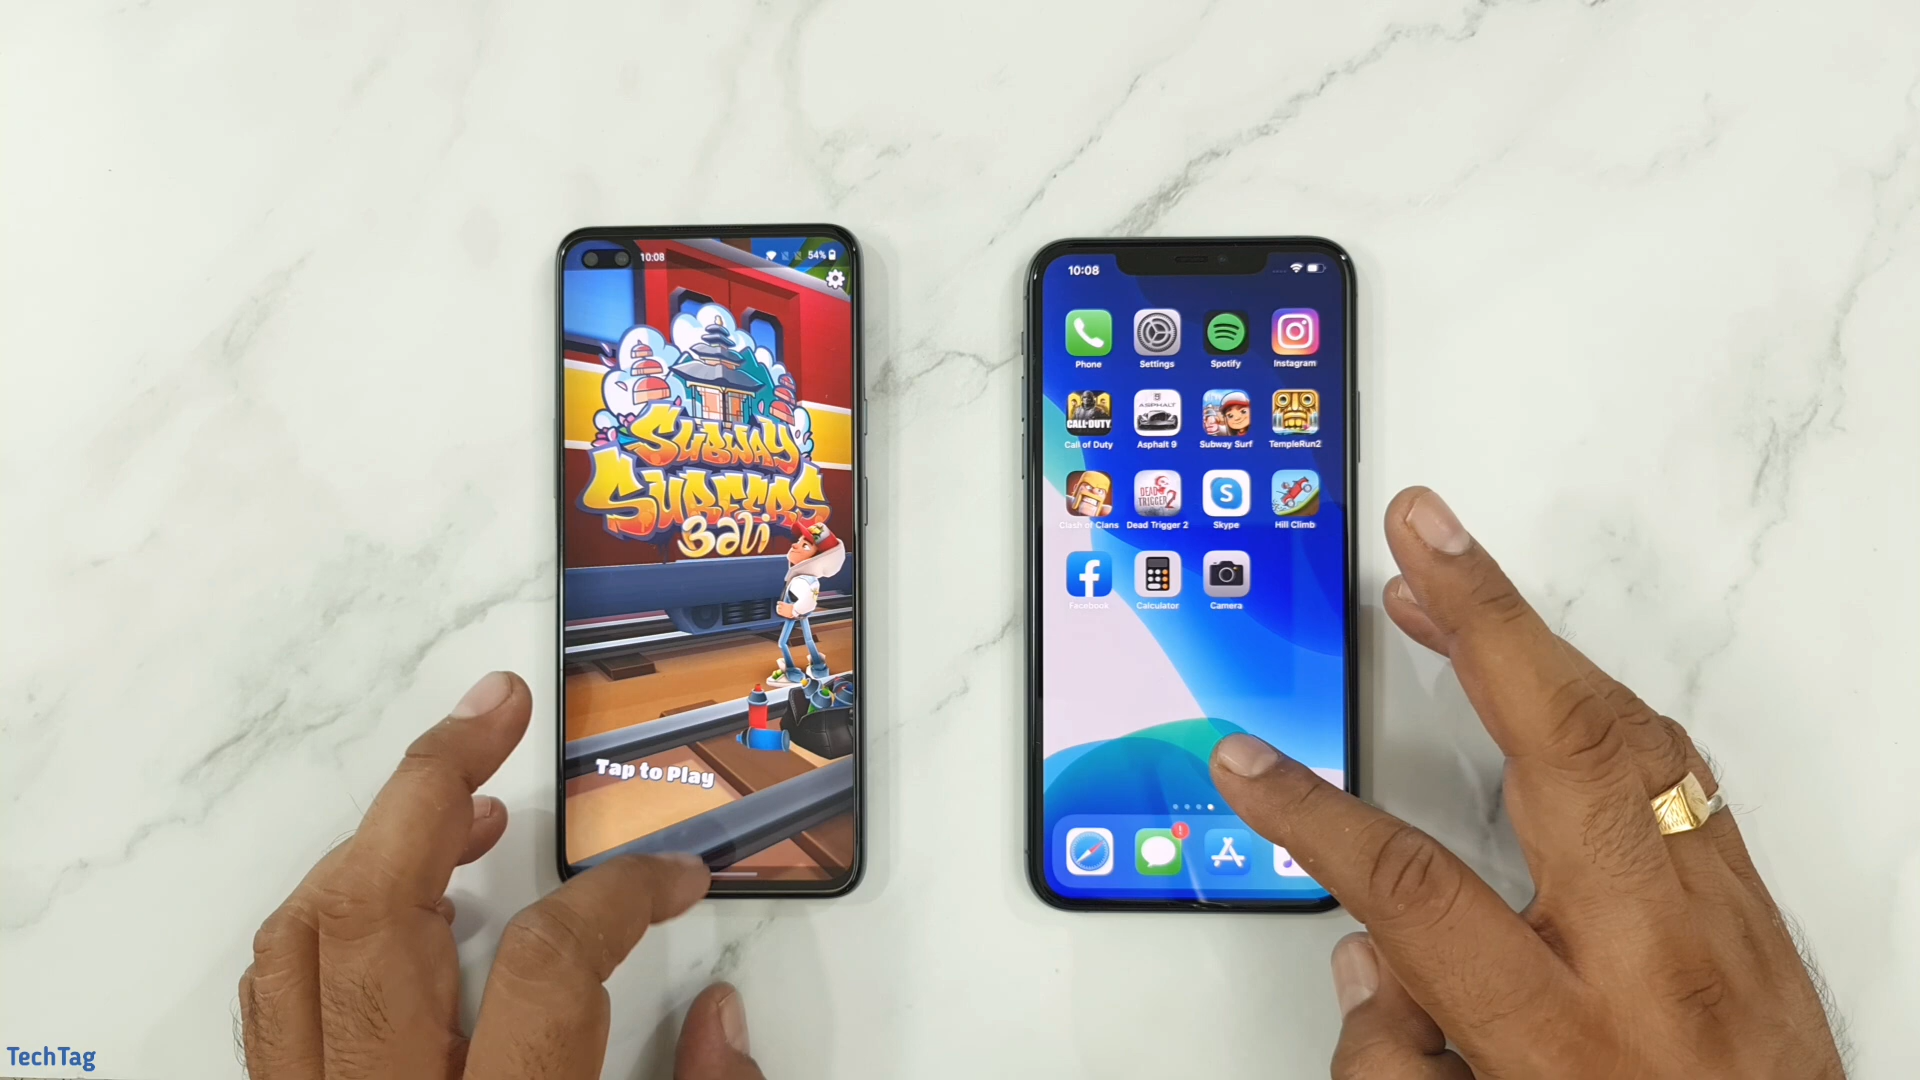 10:08
54%
SUBWAY
SURFERS
Bali
Tap to Play
10:08
Phone
Settings
Spotify
Instagram
CALL OF DUTY
ASPHALT
Call of Duty
Asphalt 9
Subway Surf
TempleRun2
DEAD
TRIGGER 2
S
Clash of Clans
Dead Trigger 2
Skype
Hill Climb
f
Facebook
Calculator
Camera
!
TechTag